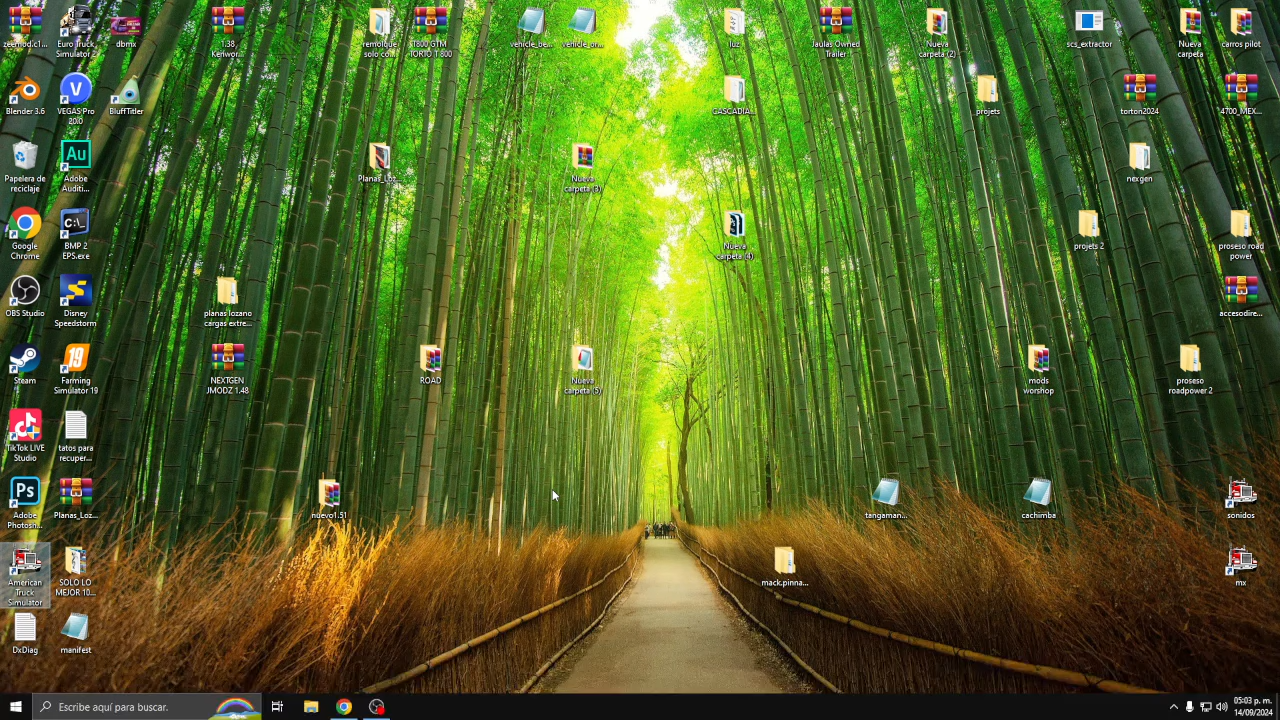 zeemod.c1...
Euro Truck
Simulator 2
dbmx
1.38
Keriwor...
remolque
solo com...
T800 GTM
TORTO T 800
vehicle_be...
vehicle_or...
luz
Jaulas Owned
Trailer
Nueva
carpeta (2)
scs_extractor
Nueva
carpeta
carros pilot
Blender 3.6
VEGAS Pro
20.0
BluffTitler
CASCADIA...
projets
torton2024
4700_MEX...
Papelera de
reciclaje
Adobe
Auditi...
Planas_Loz...
Nueva
carpeta (3)
nexgen
Google
Chrome
BMP 2
EPS.exe
Nueva
carpeta (4)
projets 2
proseso road
power
OBS Studio
Disney
Speedstorm
planas lozano
cargas extre...
accesodire...
Steam
Farming
Simulator 19
NEXTGEN
JMODZ 1.48
ROAD
Nueva
carpeta (5)
mods
worshop
proseso
roadpower 2
TikTok LIVE
Studio
tatos para
recuper...
Adobe
Photosh...
Planas_Loz...
nuevo1.51
tangaman...
cachimba
sonidos
American
Truck
Simulator
SOLO LO
MEJOR 10...
mack.pinna...
mx
DxDiag
manifest
Escribe aquí para buscar.
05:03 p. m.
14/09/2024